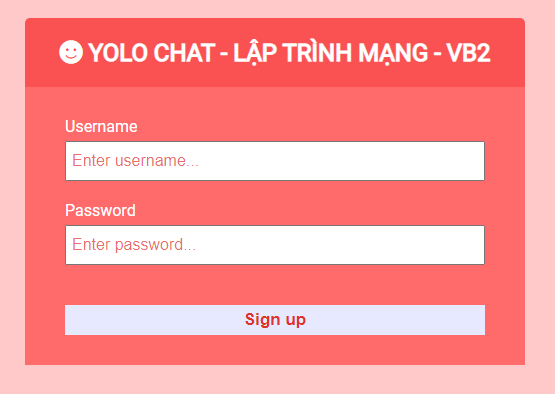 YOLO CHAT - LẬP TRÌNH MẠNG - VB2
Username
Enter username...
Password
Enter password...
Sign up